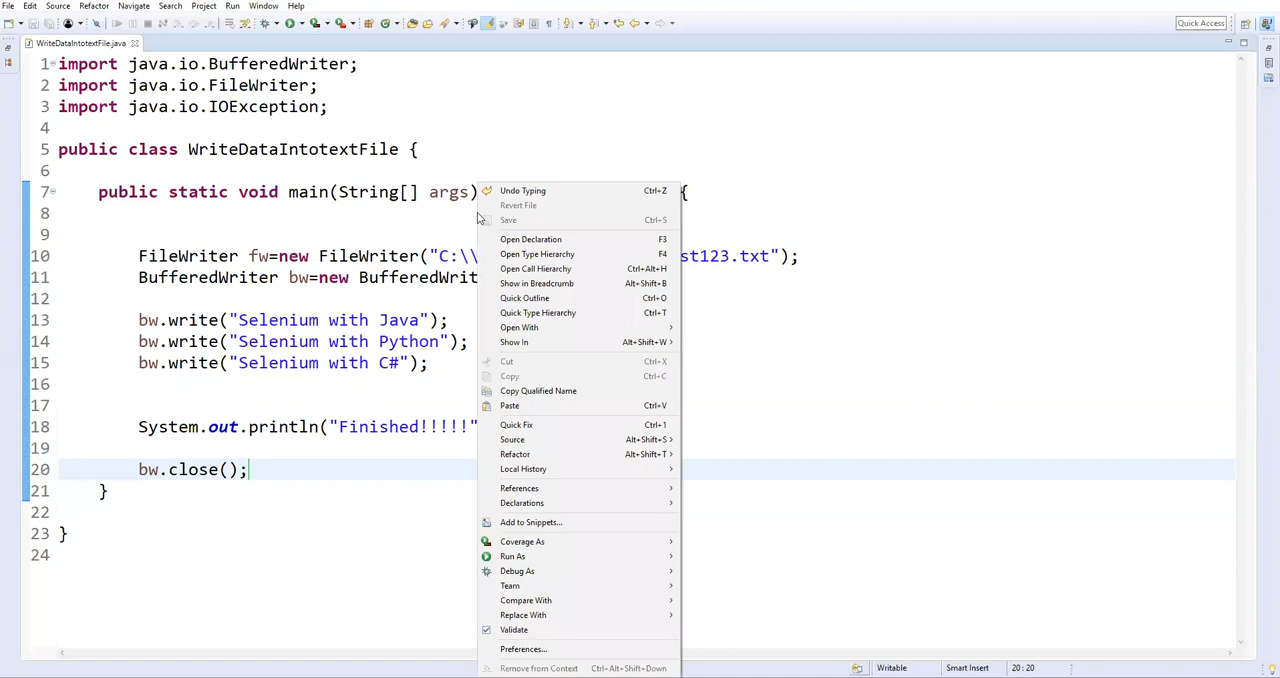 File Edit Source Refactor Navigate Search Project Run Window Help
Quick Access
WriteDataIntotextFile.java
1 import java.io.BufferedWriter;
2 import java.io.FileWriter;
3 import java.io.IOException;
4
5 public class WriteDataIntotextFile {
6
7 public static void main(String[] args) {
8
9
10 FileWriter fw=new FileWriter("C:\\ st123.txt");
11 BufferedWriter bw=new BufferedWrit
12
13 bw.write("Selenium with Java");
14 bw.write("Selenium with Python");
15 bw.write("Selenium with C#");
16
17
18 System.out.println("Finished!!!!!"
19
20 bw.close();
21 }
22
23 }
24
Undo Typing Ctrl+Z
Revert File
Save Ctrl+S
Open Declaration F3
Open Type Hierarchy F4
Open Call Hierarchy Ctrl+Alt+H
Show in Breadcrumb Alt+Shift+B
Quick Outline Ctrl+O
Quick Type Hierarchy Ctrl+T
Open With
Show In Alt+Shift+W
Cut Ctrl+X
Copy Ctrl+C
Copy Qualified Name
Paste Ctrl+V
Quick Fix Ctrl+1
Source Alt+Shift+S
Refactor Alt+Shift+T
Local History
References
Declarations
Add to Snippets...
Coverage As
Run As
Debug As
Team
Compare With
Replace With
Validate
Preferences...
Remove from Context Ctrl+Alt+Shift+Down
Writable Smart Insert 20 : 20